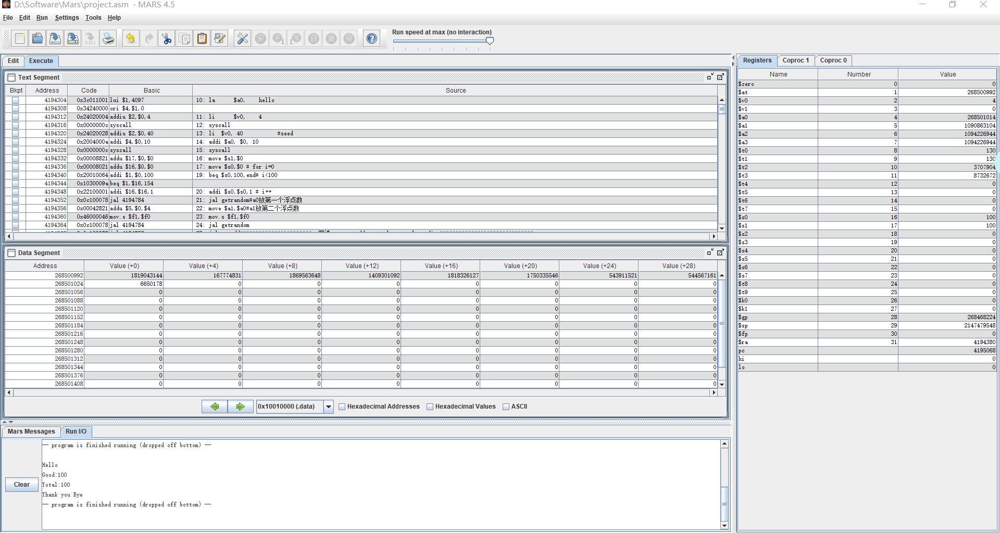 D:\Software\Mars\project.asm - MARS 4.5
File Edit Run Settings Tools Help
Run speed at max (no interaction)
Edit Execute
Text Segment
Bkpt Address Code Basic Source
4194304 0x3c011001 lui $1,4097 10: la $a0, hello
4194308 0x34240000 ori $4,$1,0
4194312 0x24020004 addiu $2,$0,4 11: li $v0, 4
4194316 0x0000000c syscall 12: syscall
4194320 0x24020028 addiu $2,$0,40 13: li $v0, 40 #seed
4194324 0x2004000a addi $4,$0,10 14: addi $a0, $0, 10
4194328 0x0000000c syscall 15: syscall
4194332 0x00008821 addu $17,$0,$0 16: move $s1,$0
4194336 0x00008021 addu $16,$0,$0 17: move $s0,$0 # for i=0
4194340 0x20010064 addi $1,$0,100 19: beq $s0,100,end# i<100
4194344 0x1030009a beq $1,$16,154
4194348 0x22100001 addi $16,$16,1 20: addi $s0,$s0,1 # i++
4194352 0x0c100078 jal 4194784 21: jal getrandom#a0放第一个浮点数
4194356 0x00042821 addu $5,$0,$4 22: move $a1,$a0#a1放第二个浮点数
4194360 0x46000046 mov.s $f1,$f0 23: mov.s $f1,$f0
4194364 0x0c100078 jal 4194784 24: jal getrandom
Data Segment
Address Value (+0) Value (+4) Value (+8) Value (+12) Value (+16) Value (+20) Value (+24) Value (+28)
268500992 1819043144 167774831 1869563648 1409301092 1818326127 1750335546 543911521 544567161
268501024 6650178 0 0 0 0 0 0 0
268501056 0 0 0 0 0 0 0 0
268501088 0 0 0 0 0 0 0 0
268501120 0 0 0 0 0 0 0 0
268501152 0 0 0 0 0 0 0 0
268501184 0 0 0 0 0 0 0 0
268501216 0 0 0 0 0 0 0 0
268501248 0 0 0 0 0 0 0 0
268501280 0 0 0 0 0 0 0 0
268501312 0 0 0 0 0 0 0 0
268501344 0 0 0 0 0 0 0 0
268501376 0 0 0 0 0 0 0 0
268501408 0 0 0 0 0 0 0 0
0x10010000 (.data) Hexadecimal Addresses Hexadecimal Values ASCII
Mars Messages Run I/O
Clear
— program is finished running (dropped off bottom) —
Hello
Good:100
Total:100
Thank you Bye
— program is finished running (dropped off bottom) —
Registers Coproc 1 Coproc 0
Name Number Value
$zero 0 0
$at 1 268500992
$v0 2 4
$v1 3 0
$a0 4 268501014
$a1 5 1090863104
$a2 6 1094226944
$a3 7 1094226944
$t0 8 130
$t1 9 130
$t2 10 3707904
$t3 11 8732672
$t4 12 0
$t5 13 0
$t6 14 0
$t7 15 0
$s0 16 100
$s1 17 100
$s2 18 0
$s3 19 0
$s4 20 0
$s5 21 0
$s6 22 0
$s7 23 0
$t8 24 0
$t9 25 0
$k0 26 0
$k1 27 0
$gp 28 268468224
$sp 29 2147479548
$fp 30 0
$ra 31 4194380
pc 4195068
hi 0
lo 0